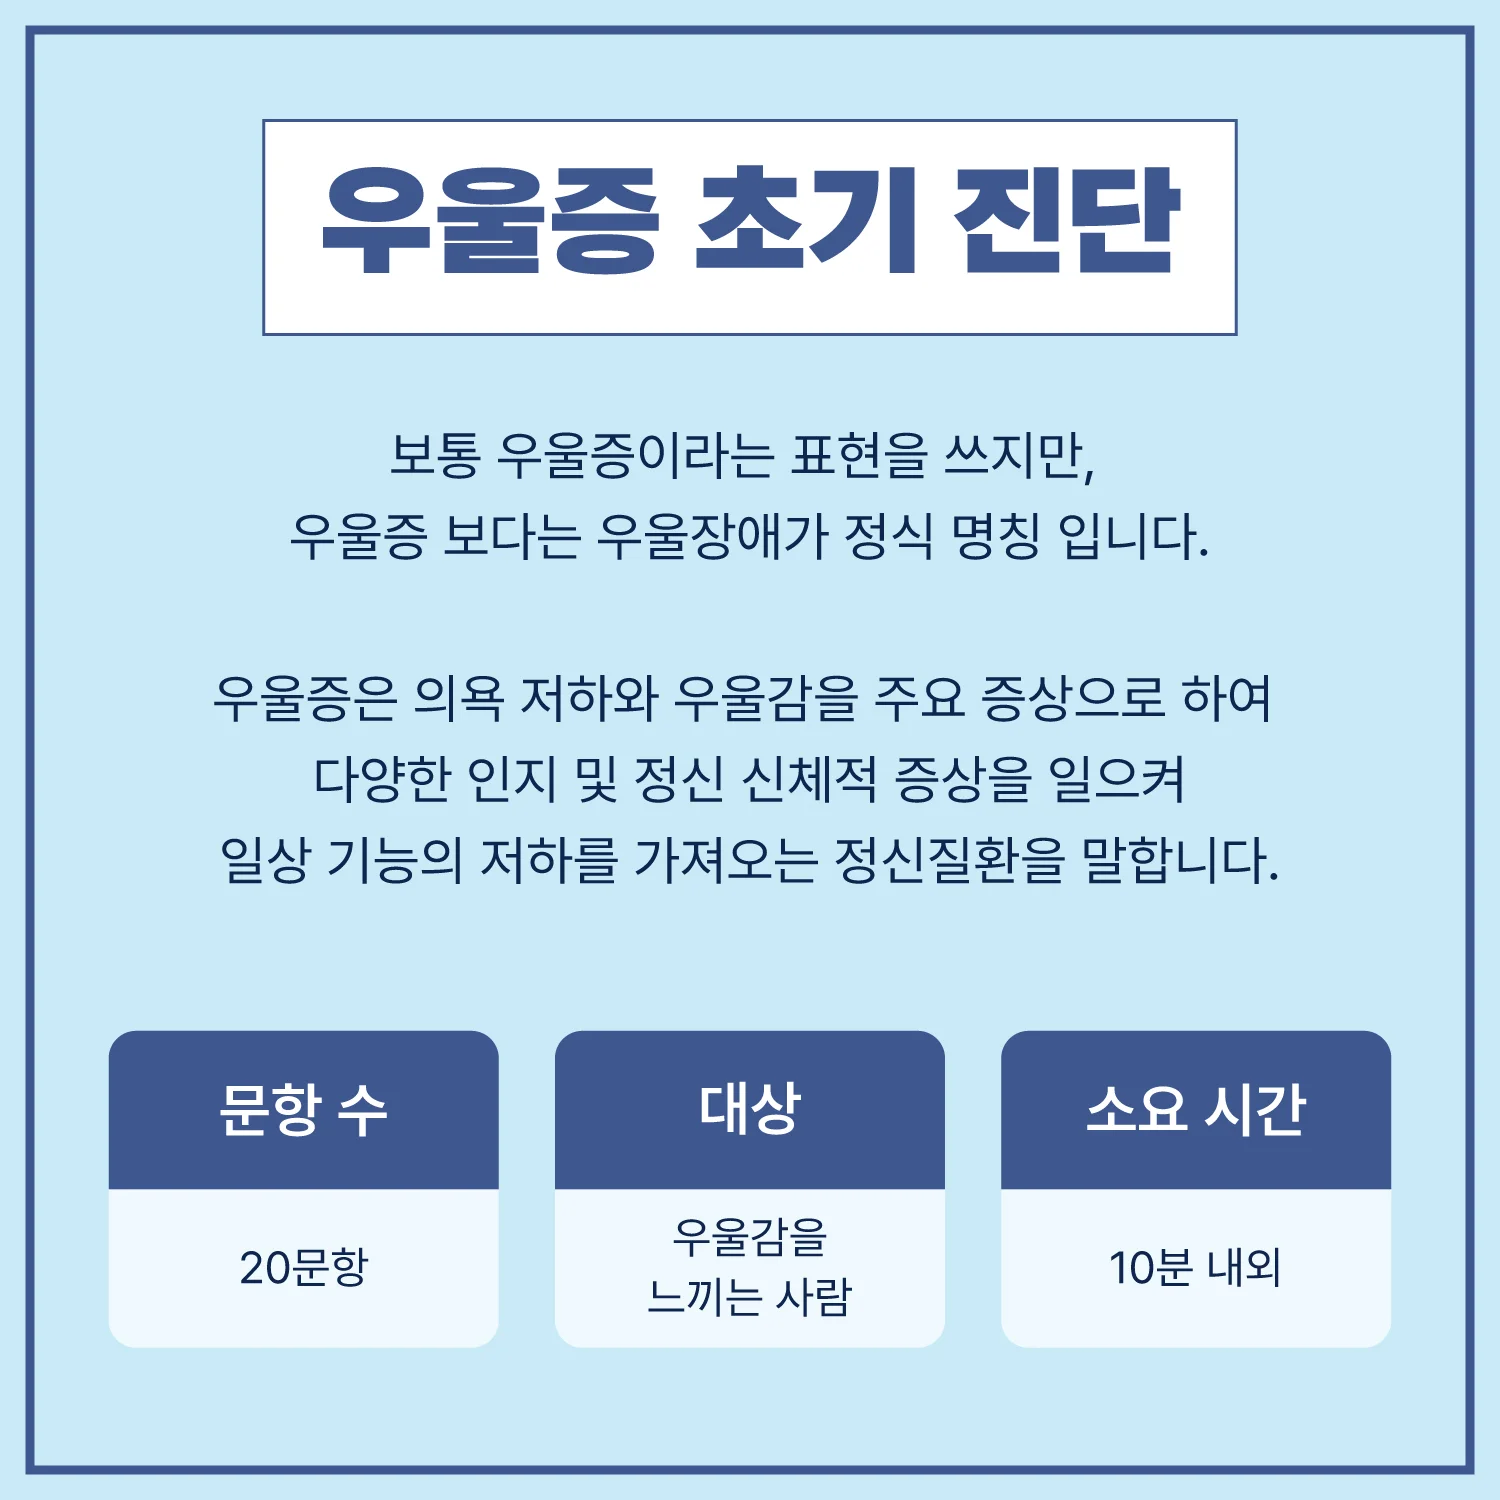 우울증 초기 진단
보통 우울증이라는 표현을 쓰지만,
우울증 보다는 우울장애가 정식 명칭 입니다.
우울증은 의욕 저하와 우울감을 주요 증상으로 하여
다양한 인지 및 정신 신체적 증상을 일으켜
일상 기능의 저하를 가져오는 정신질환을 말합니다.
문항 수
20문항
대상
우울감을
느끼는 사람
소요 시간
10분 내외